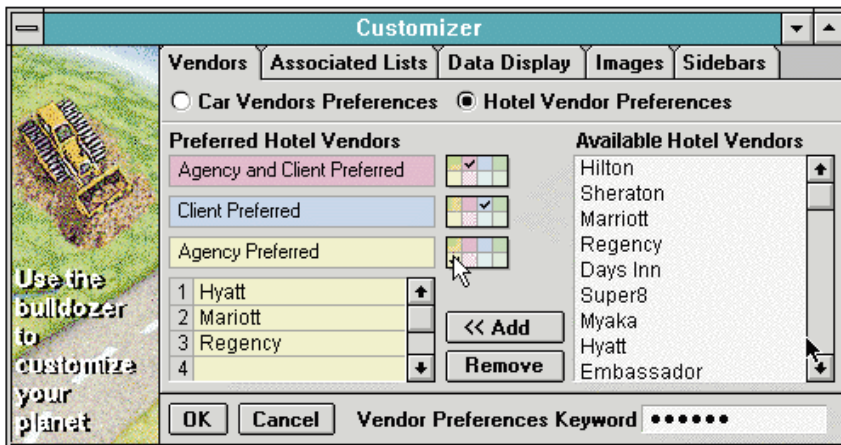 Customizer
Vendors Associated Lists Data Display Images Sidebars
Car Vendors Preferences Hotel Vendor Preferences
Preferred Hotel Vendors
Agency and Client Preferred
Client Preferred
Agency Preferred
1 Hyatt
2 Mariott
3 Regency
4
<< Add
Remove
Available Hotel Vendors
Hilton
Sheraton
Marriott
Regency
Days Inn
Super8
Myaka
Hyatt
Embassador
Use the
bulldozer
to
customize
your
planet
OK Cancel Vendor Preferences Keyword ●●●●●●